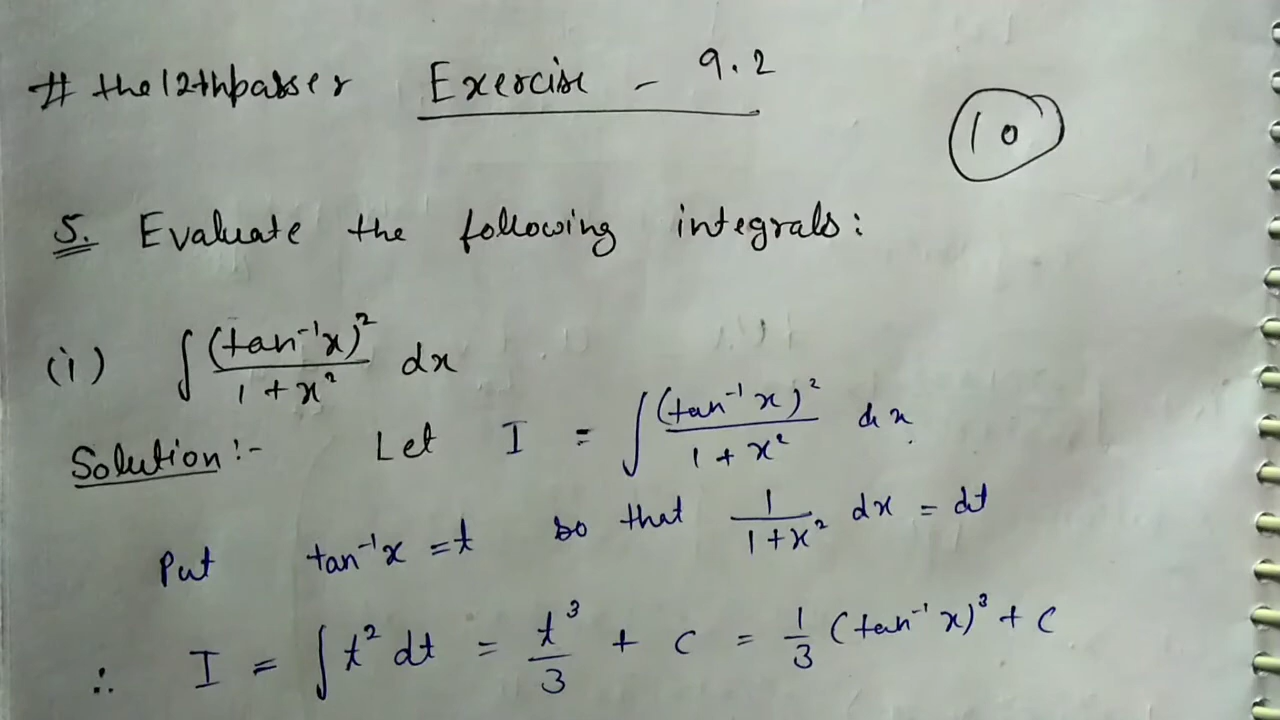 # the12thpasser Exercise - 9.2
10
5. Evaluate the following integrals:
(i) ∫ (tan⁻¹x)²/(1+x²) dx
Solution:- Let I = ∫ (tan⁻¹x)²/(1+x²) dx
Put tan⁻¹x = t so that 1/(1+x²) dx = dt
∴ I = ∫ t² dt = t³/3 + C = 1/3 (tan⁻¹x)³ + C